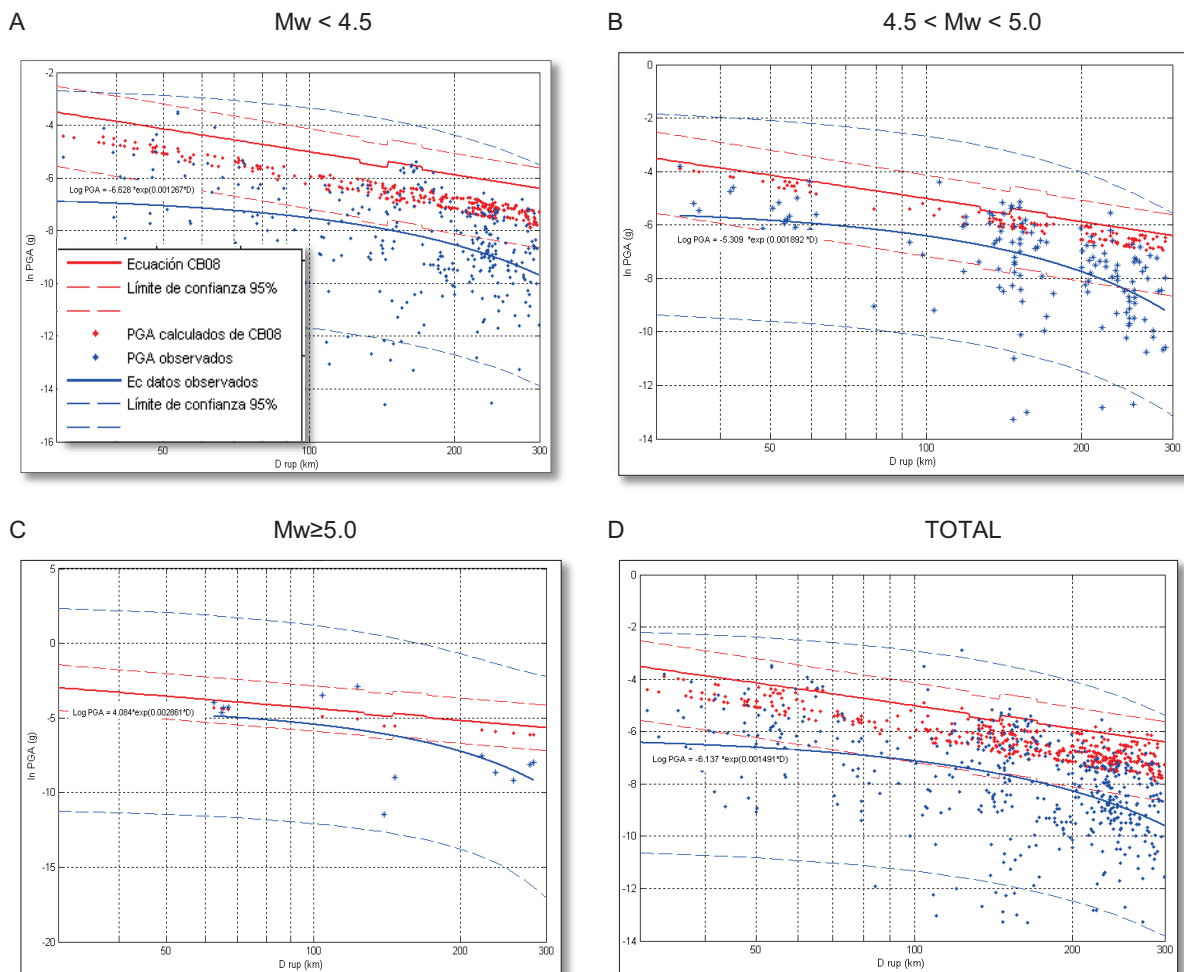 A
Mw < 4.5
-2
-4
-6
-8
-10
-12
-14
-16
ln PGA (g)
Log PGA = -6.628 *exp(0.001267*D)
Ecuación CB08
Límite de confianza 95%
PGA calculados de CB08
PGA observados
Ec datos observados
Límite de confianza 95%
50
100
200
300
D rup (km)
B
4.5 < Mw < 5.0
0
-2
-4
-6
-8
-10
-12
-14
ln PGA (g)
Log PGA = -5.309 *exp (0.001892 *D)
50
100
200
300
D rup (km)
C
Mw≥5.0
5
0
-5
-10
-15
-20
ln PGA (g)
Log PGA = 4.084*exp(0.002861*D)
50
100
200
300
D rup (km)
D
TOTAL
0
-2
-4
-6
-8
-10
-12
-14
ln PGA (g)
Log PGA = -6.137 *exp(0.001491*D)
50
100
200
300
D rup (km)